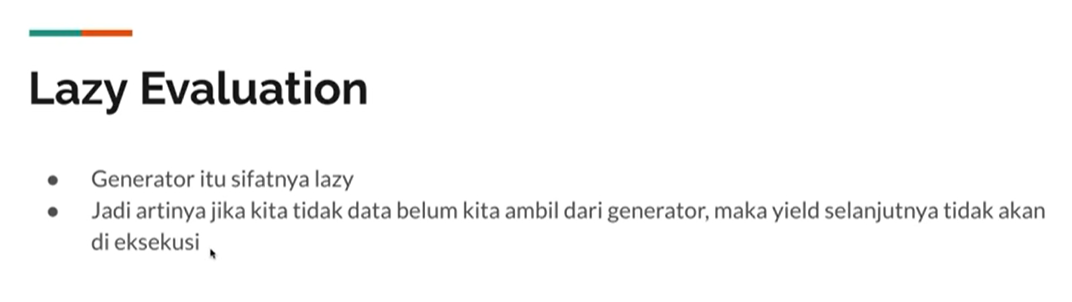 Lazy Evaluation
● Generator itu sifatnya lazy
● Jadi artinya jika kita tidak data belum kita ambil dari generator, maka yield selanjutnya tidak akan
di eksekusi